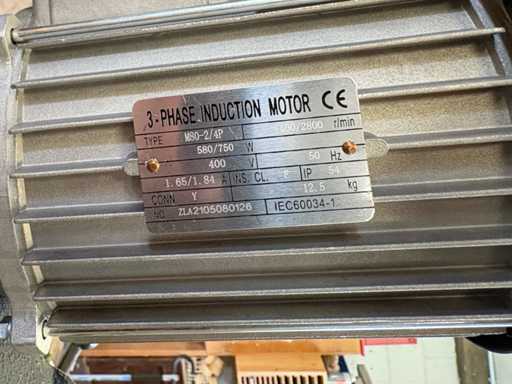 3-PHASE INDUCTION MOTOR CE
TYPE MS0-2/4P 1400/2800 r/min
580/750 W
400 V 50 Hz
1.65/1.84 A INS. CL. F IP 54
CONN Y 12.5 kg
NO ZLA2105080126 IEC60034-1